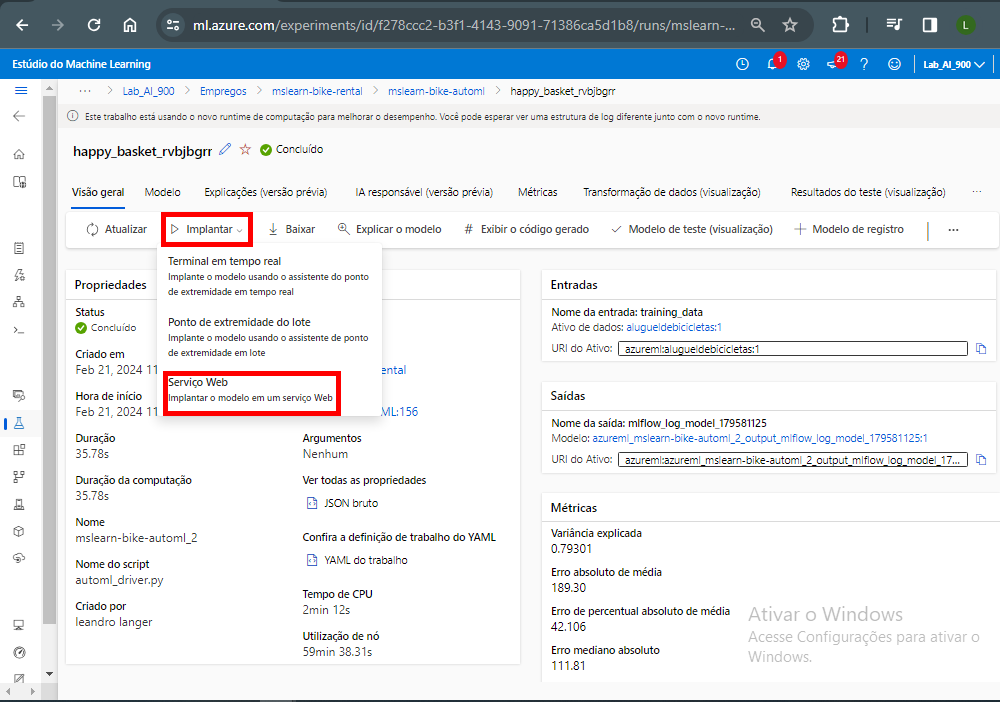 ml.azure.com/experiments/id/f278ccc2-b3f1-4143-9091-71386ca5d1b8/runs/mslearn-...
L
Estúdio do Machine Learning
1
21
Lab_AI_900
... > Lab_AI_900 > Empregos > mslearn-bike-rental > mslearn-bike-automl > happy_basket_rvbjbgrr
Este trabalho está usando o novo runtime de computação para melhorar o desempenho. Você pode esperar ver uma estrutura de log diferente junto com o novo runtime.
happy_basket_rvbjbgrr Concluído
Visão geral Modelo Explicações (versão prévia) IA responsável (versão prévia) Métricas Transformação de dados (visualização) Resultados do teste (visualização) ...
Atualizar Implantar Baixar Explicar o modelo # Exibir o código gerado Modelo de teste (visualização) Modelo de registro ...
Terminal em tempo real
Implante o modelo usando o assistente do ponto
de extremidade em tempo real
Ponto de extremidade do lote
Implante o modelo usando o assistente de ponto
de extremidade em lote
Serviço Web
Implantar o modelo em um serviço Web
Propriedades
Status
Concluído
Criado em
Feb 21, 2024 11
ental
Hora de início
Feb 21, 2024 11
ML:156
Duração
35.78s
Argumentos
Nenhum
Duração da computação
35.78s
Ver todas as propriedades
JSON bruto
Nome
mslearn-bike-automl_2
Confira a definição de trabalho do YAML
YAML do trabalho
Nome do script
automl_driver.py
Tempo de CPU
2min 12s
Criado por
leandro langer
Utilização de nó
59min 38.31s
Entradas
Nome da entrada: training_data
Ativo de dados: alugueldebicicletas:1
URI do Ativo: azureml:alugueldebicicletas:1
Saídas
Nome da saída: mlflow_log_model_179581125
Modelo: azureml_mslearn-bike-automl_2_output_mlflow_log_model_179581125:1
URI do Ativo: azureml:azureml_mslearn-bike-automl_2_output_mlflow_log_model_17...
Métricas
Variância explicada
0.79301
Erro absoluto de média
189.30
Erro de percentual absoluto de média
42.106
Erro mediano absoluto
111.81
Ativar o Windows
Acesse Configurações para ativar o
Windows.